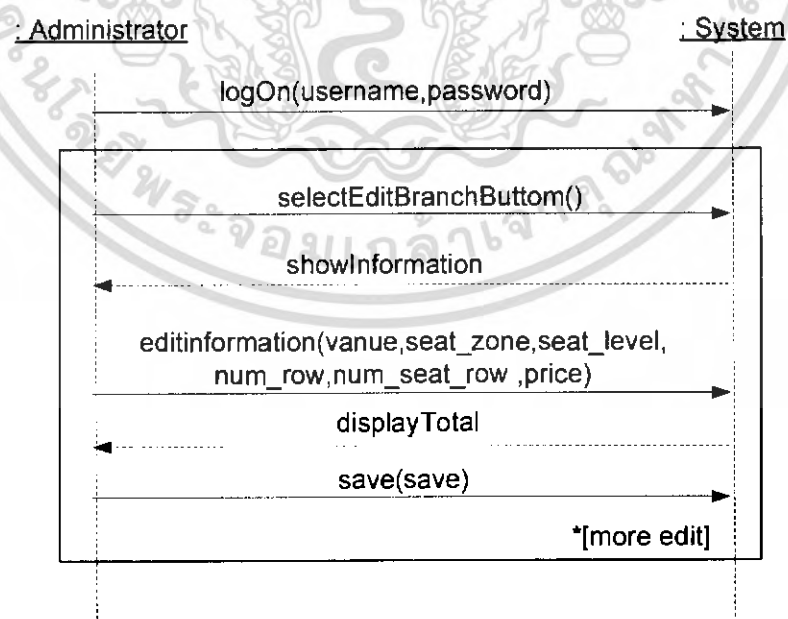 : Administrator
: System
logOn(username,password)
selectEditBranchButtom()
showInformation
editinformation(vanue,seat_zone,seat_level,
num_row,num_seat_row ,price)
displayTotal
save(save)
*[more edit]